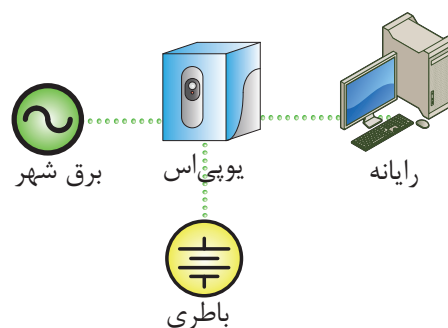 رایانه
یوپی‌اس
برق شهر
باطری